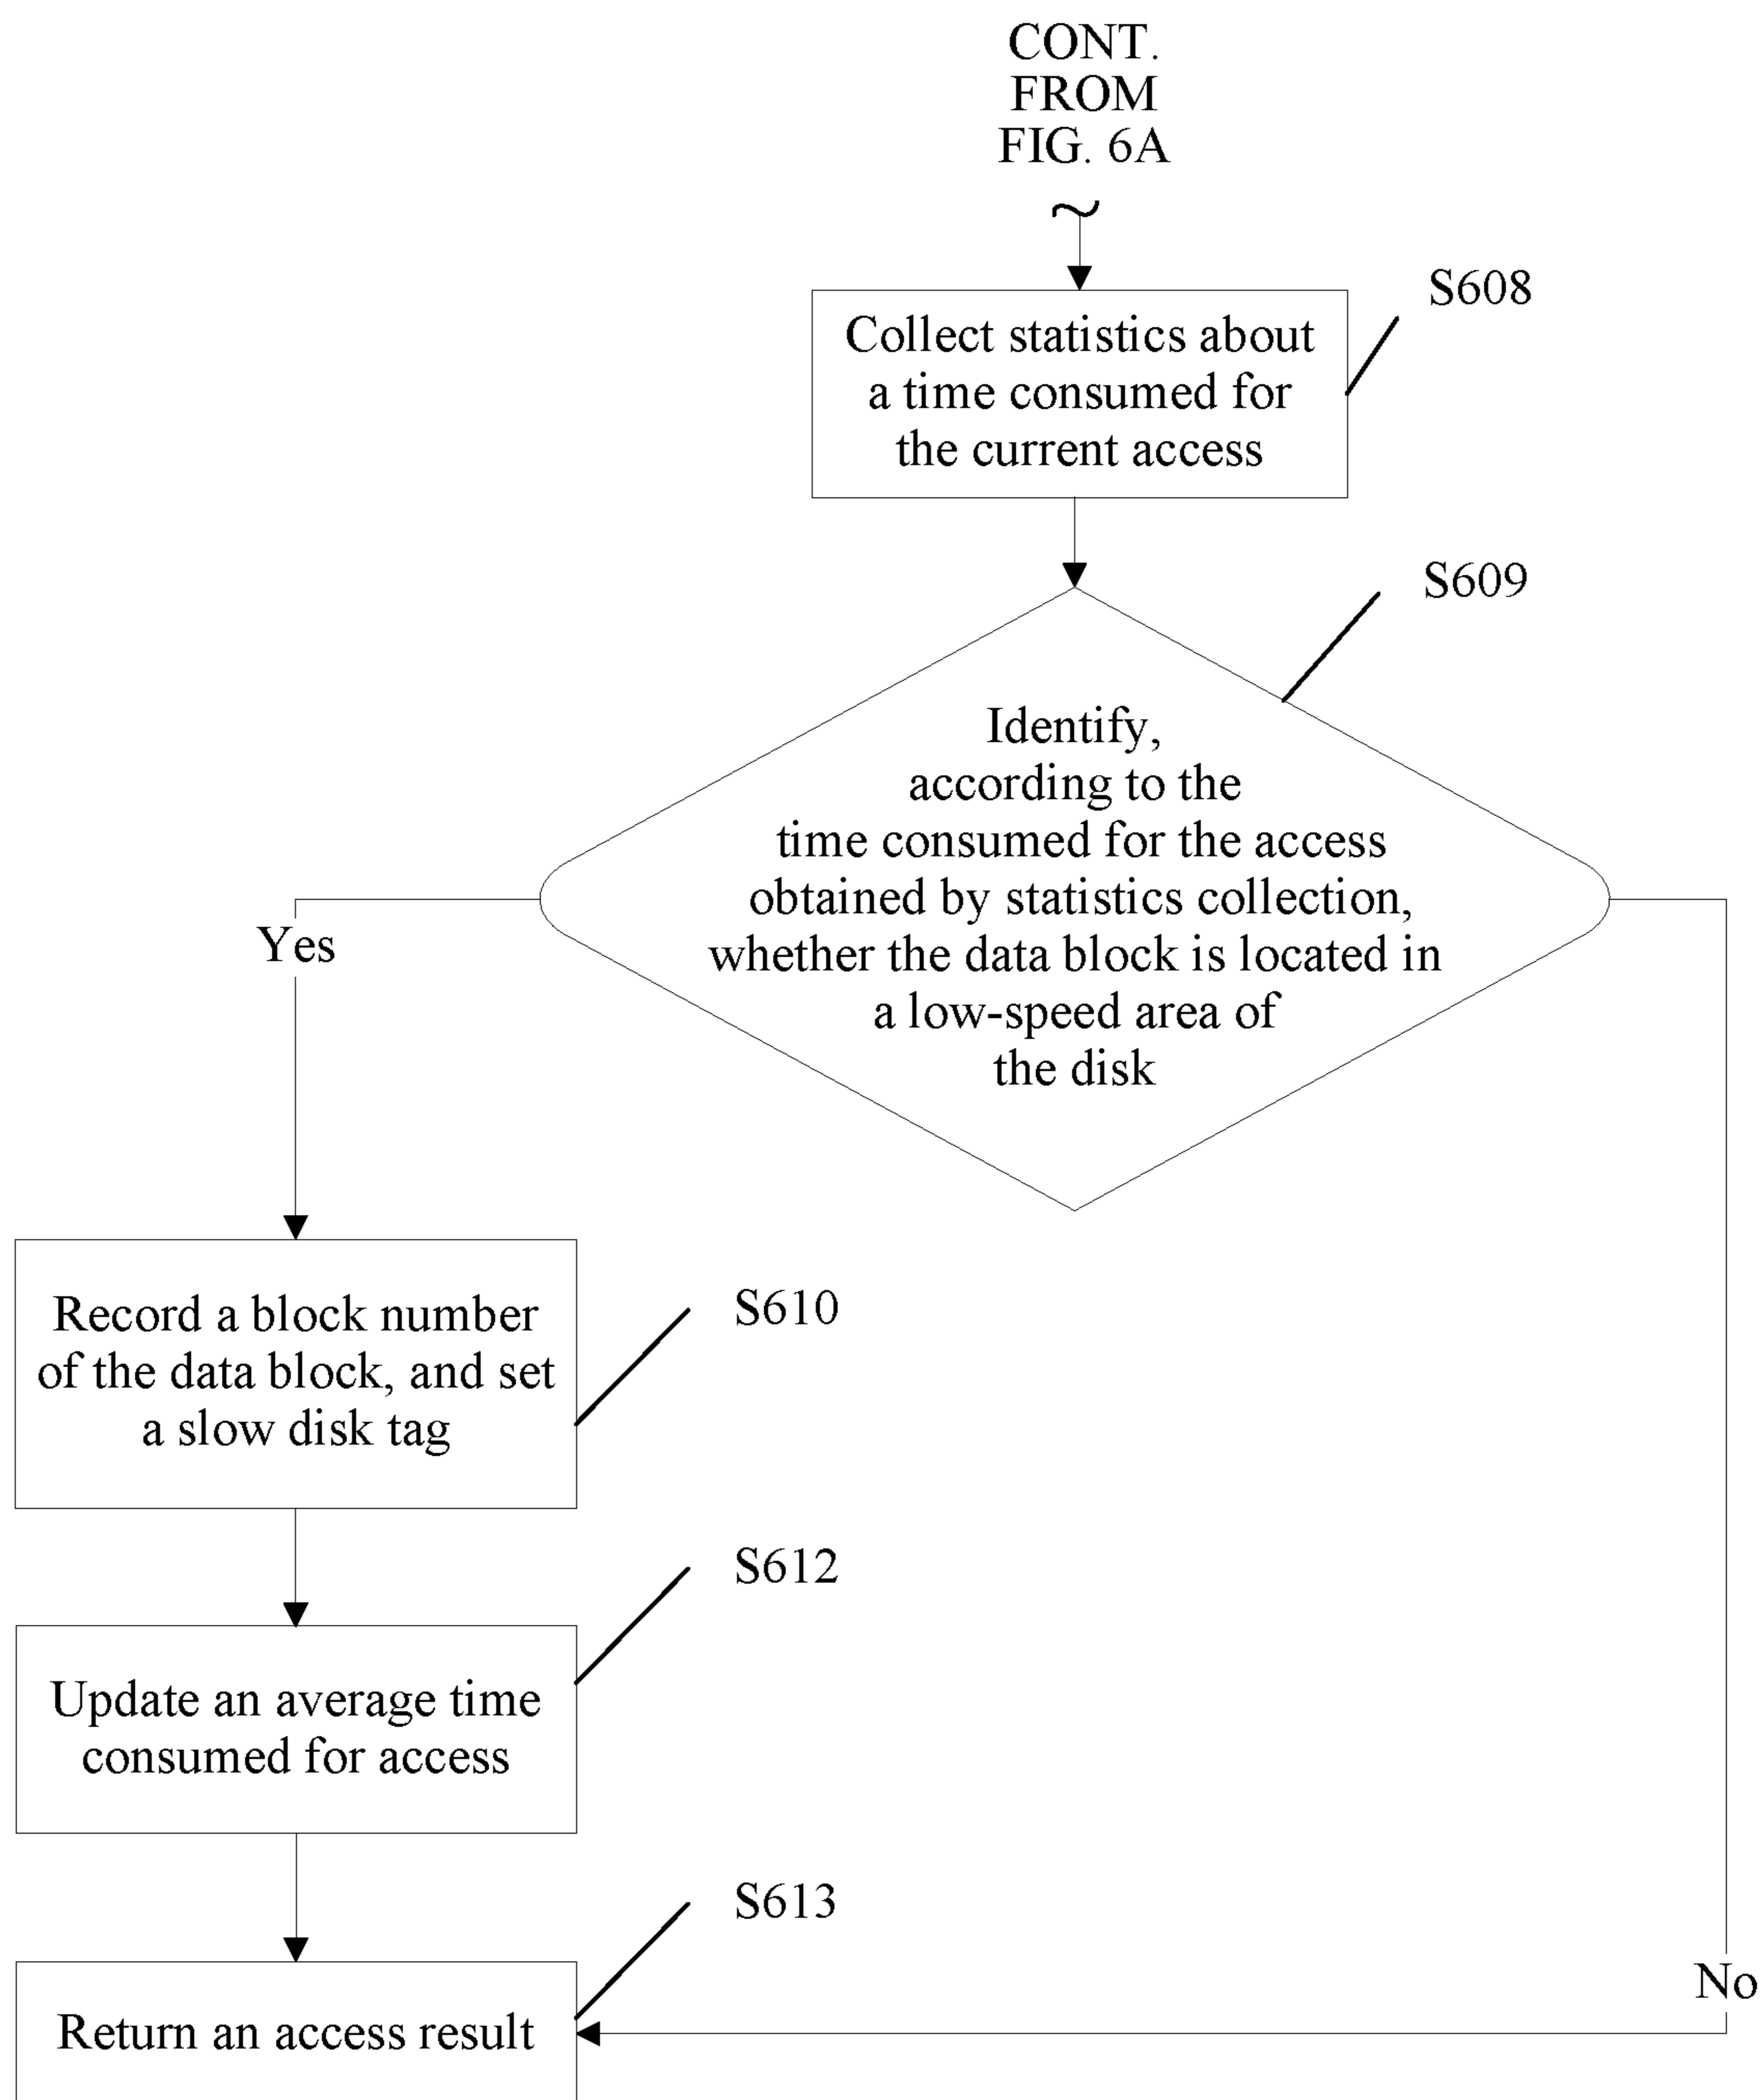 CONT.
FROM
FIG. 6A
S608
Collect statistics about
a time consumed for
the current access
S609
Identify,
according to the
time consumed for the access
obtained by statistics collection,
whether the data block is located in
a low-speed area of
the disk
Yes
S610
Record a block number
of the data block, and set
a slow disk tag
S612
Update an average time
consumed for access
S613
No
Return an access result